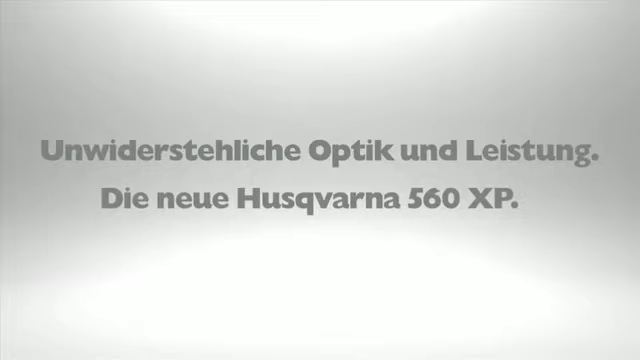 Unwiderstehliche Optik und Leistung.
Die neue Husqvarna 560 XP.